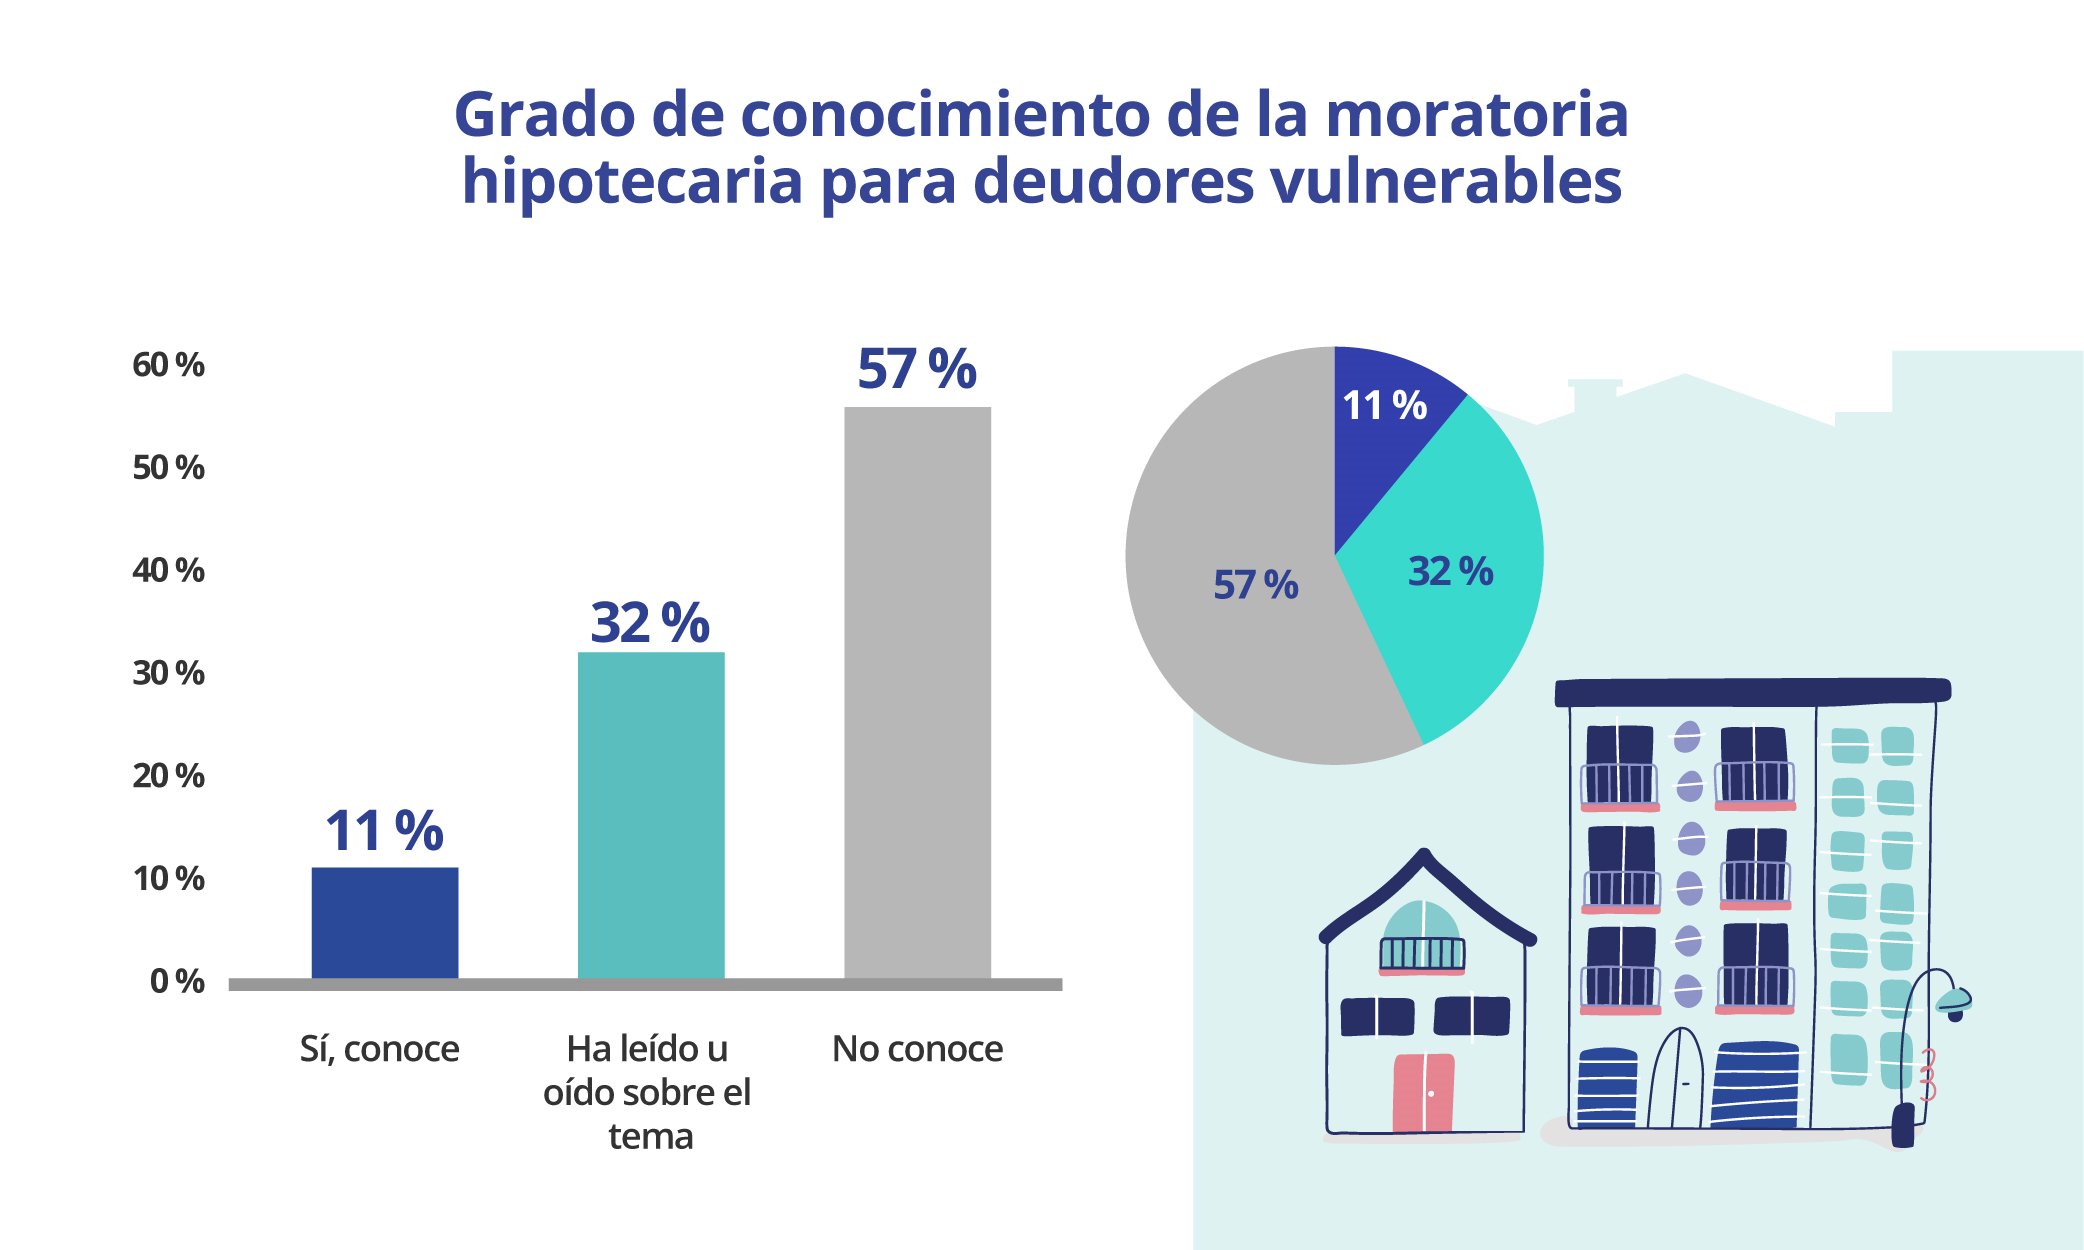 Grado de conocimiento de la moratoria
hipotecaria para deudores vulnerables
60 %
50 %
40 %
30 %
20 %
10 %
0 %
11 %
32 %
57 %
Sí, conoce
Ha leído u
oído sobre el
tema
No conoce
11 %
32 %
57 %